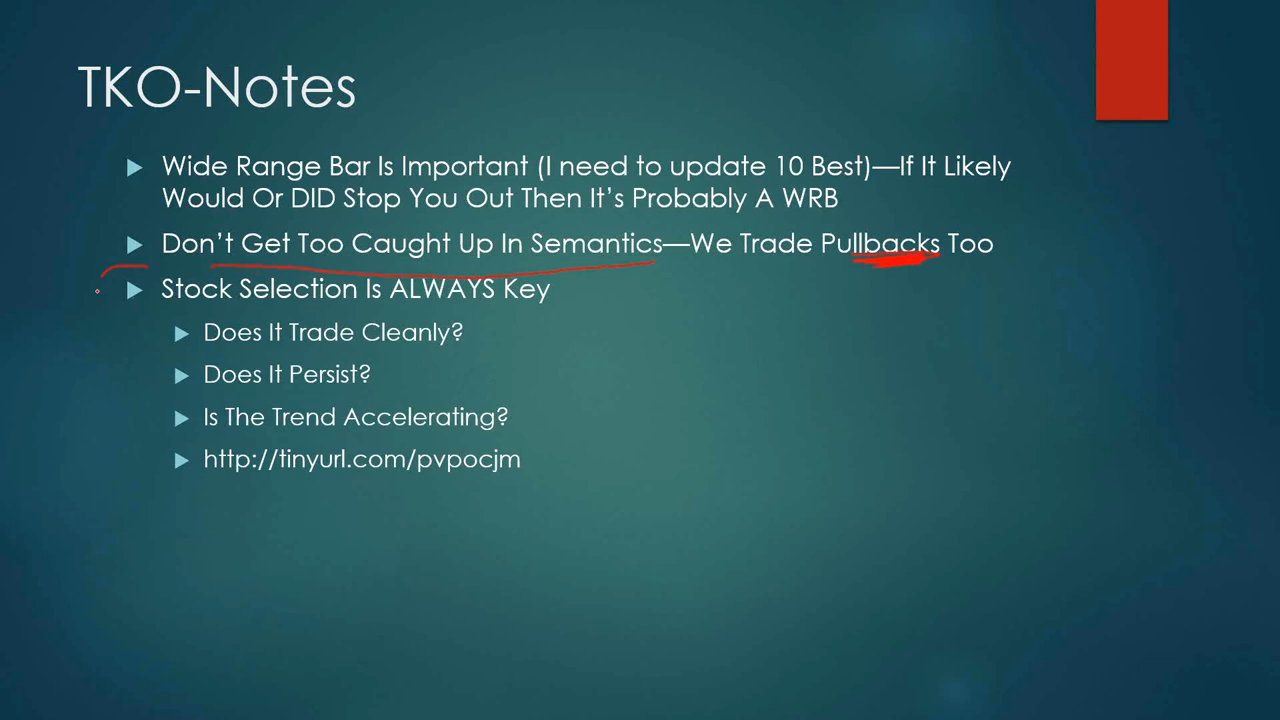 TKO-Notes
Wide Range Bar Is Important (I need to update 10 Best)—If It Likely
Would Or DID Stop You Out Then It's Probably A WRB
Don't Get Too Caught Up In Semantics—We Trade Pullbacks Too
Stock Selection Is ALWAYS Key
Does It Trade Cleanly?
Does It Persist?
Is The Trend Accelerating?
http://tinyurl.com/pvpocjm